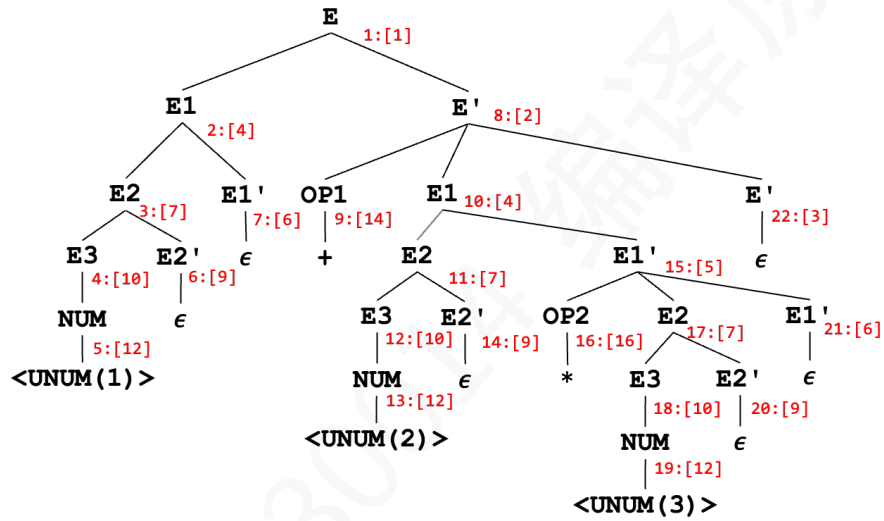 E
1:[1]
E1 E'
2:[4] 8:[2]
E2 E1' OP1 E1 E'
3:[7] 7:[6] 9:[14] 10:[4] 22:[3]
E3 E2' ϵ + E2 E1' ϵ
4:[10] 6:[9] 11:[7] 15:[5]
NUM ϵ E3 E2' OP2 E2 E1'
5:[12] 12:[10] 14:[9] 16:[16] 17:[7] 21:[6]
<UNUM(1)> NUM ϵ * E3 E2' ϵ
13:[12] 18:[10] 20:[9]
<UNUM(2)> NUM ϵ
19:[12]
<UNUM(3)>